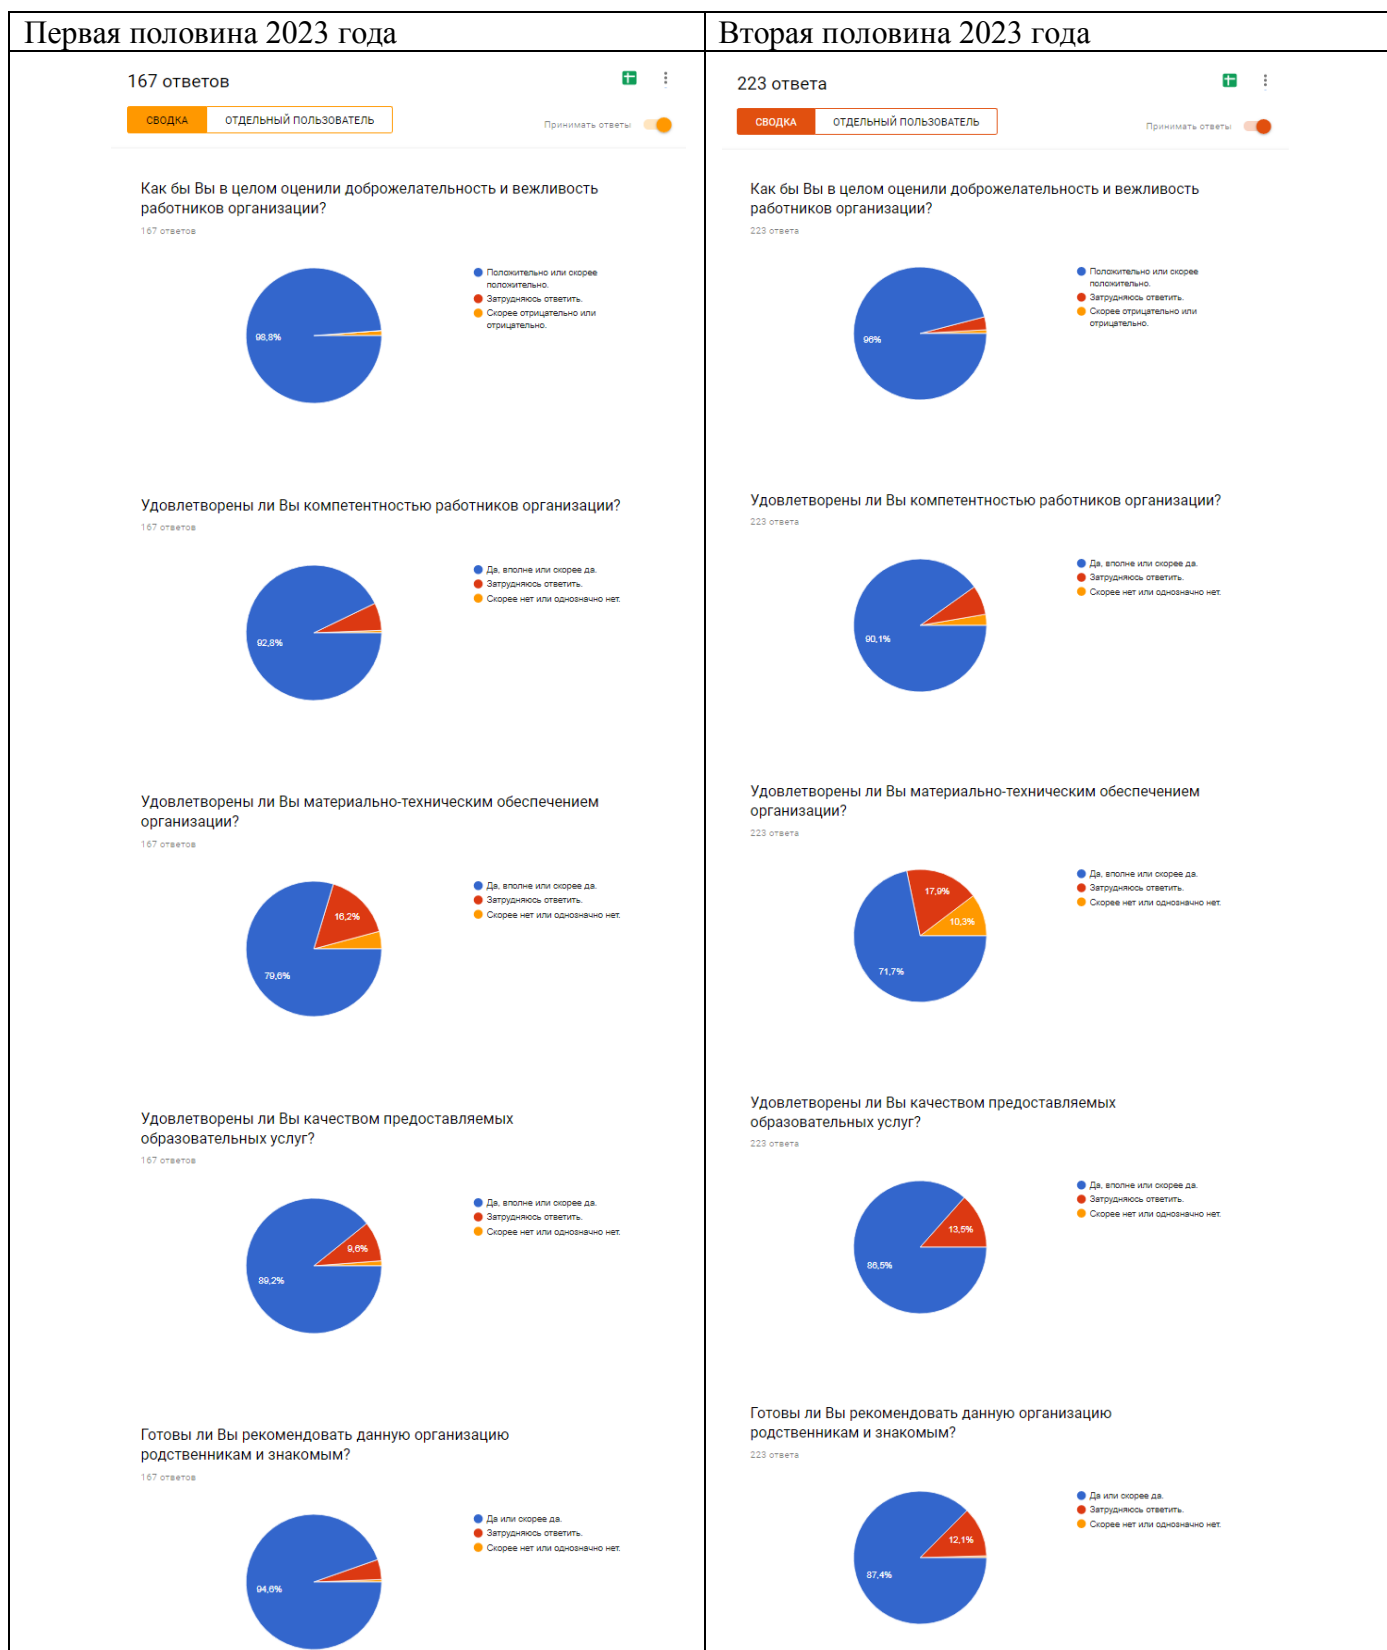 Первая половина 2023 года
167 ответов
СВОДКА
ОТДЕЛЬНЫЙ ПОЛЬЗОВАТЕЛЬ
Принимать ответы
Как бы Вы в целом оценили доброжелательность и вежливость
работников организации?
167 ответов
Положительно или скорее
положительно.
Затрудняюсь ответить.
Скорее отрицательно или
отрицательно.
98,8%
Удовлетворены ли Вы компетентностью работников организации?
167 ответов
Да, вполне или скорее да.
Затрудняюсь ответить.
Скорее нет или однозначно нет.
92,8%
Удовлетворены ли Вы материально-техническим обеспечением
организации?
167 ответов
Да, вполне или скорее да.
Затрудняюсь ответить.
Скорее нет или однозначно нет.
16,2%
79,6%
Удовлетворены ли Вы качеством предоставляемых
образовательных услуг?
167 ответов
Да, вполне или скорее да.
Затрудняюсь ответить.
Скорее нет или однозначно нет.
9,6%
89,2%
Готовы ли Вы рекомендовать данную организацию
родственникам и знакомым?
167 ответов
Да или скорее да.
Затрудняюсь ответить.
Скорее нет или однозначно нет.
94,6%
Вторая половина 2023 года
223 ответа
СВОДКА
ОТДЕЛЬНЫЙ ПОЛЬЗОВАТЕЛЬ
Принимать ответы
Как бы Вы в целом оценили доброжелательность и вежливость
работников организации?
223 ответа
Положительно или скорее
положительно.
Затрудняюсь ответить.
Скорее отрицательно или
отрицательно.
96%
Удовлетворены ли Вы компетентностью работников организации?
223 ответа
Да, вполне или скорее да.
Затрудняюсь ответить.
Скорее нет или однозначно нет.
90,1%
Удовлетворены ли Вы материально-техническим обеспечением
организации?
223 ответа
Да, вполне или скорее да.
Затрудняюсь ответить.
Скорее нет или однозначно нет.
17,9%
10,3%
71,7%
Удовлетворены ли Вы качеством предоставляемых
образовательных услуг?
223 ответа
Да, вполне или скорее да.
Затрудняюсь ответить.
Скорее нет или однозначно нет.
13,5%
86,5%
Готовы ли Вы рекомендовать данную организацию
родственникам и знакомым?
223 ответа
Да или скорее да.
Затрудняюсь ответить.
Скорее нет или однозначно нет.
12,1%
87,4%